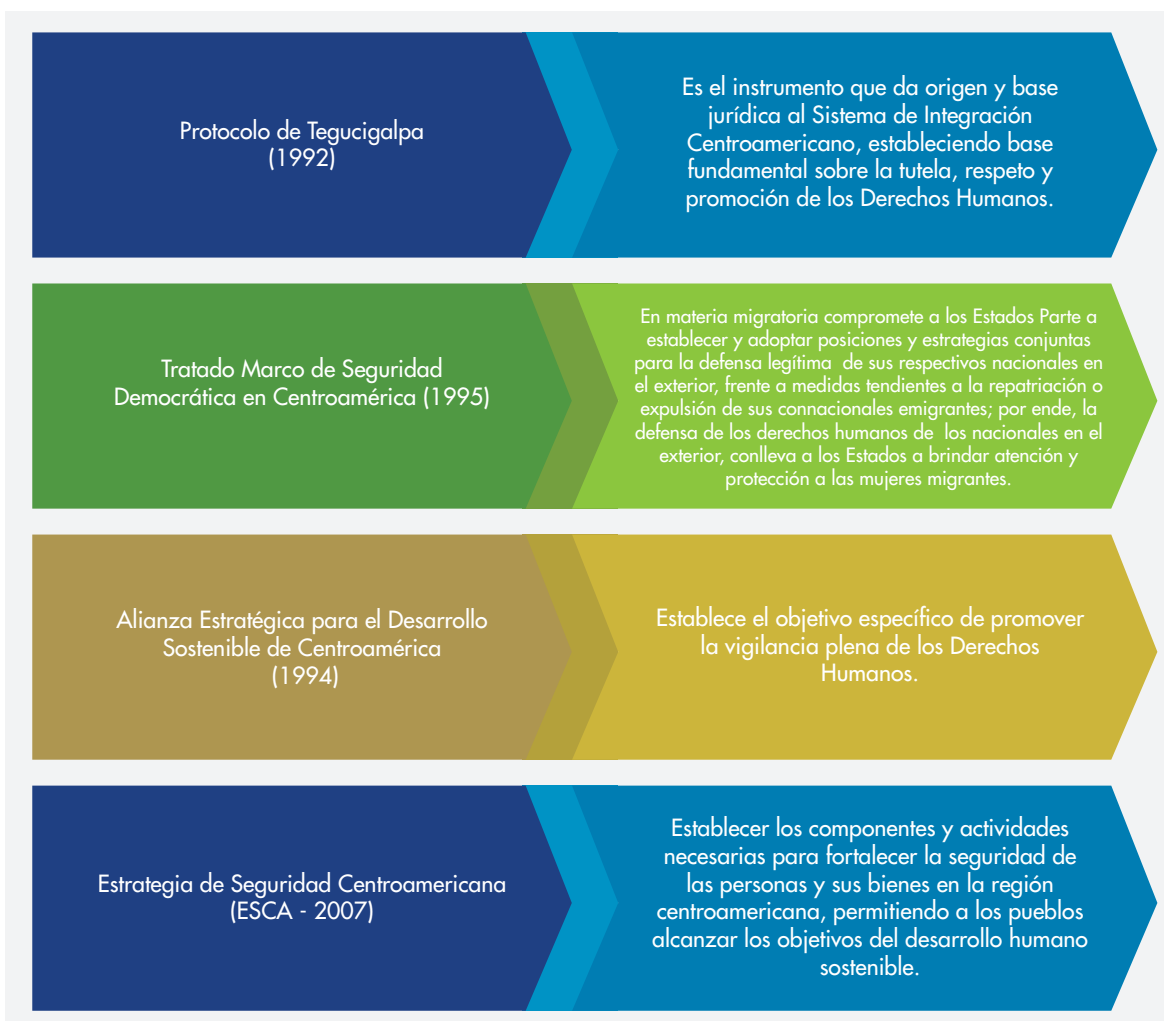 Protocolo de Tegucigalpa
(1992)
Es el instrumento que da origen y base
jurídica al Sistema de Integración
Centroamericano, estableciendo base
fundamental sobre la tutela, respeto y
promoción de los Derechos Humanos.
Tratado Marco de Seguridad
Democrática en Centroamérica (1995)
En materia migratoria compromete a los Estados Parte a
establecer y adoptar posiciones y estrategias conjuntas
para la defensa legítima de sus respectivos nacionales en
el exterior, frente a medidas tendientes a la repatriación o
expulsión de sus connacionales emigrantes; por ende, la
defensa de los derechos humanos de los nacionales en el
exterior, conlleva a los Estados a brindar atención y
protección a las mujeres migrantes.
Alianza Estratégica para el Desarrollo
Sostenible de Centroamérica
(1994)
Establece el objetivo específico de promover
la vigilancia plena de los Derechos
Humanos.
Estrategia de Seguridad Centroamericana
(ESCA - 2007)
Establecer los componentes y actividades
necesarias para fortalecer la seguridad de
las personas y sus bienes en la región
centroamericana, permitiendo a los pueblos
alcanzar los objetivos del desarrollo humano
sostenible.